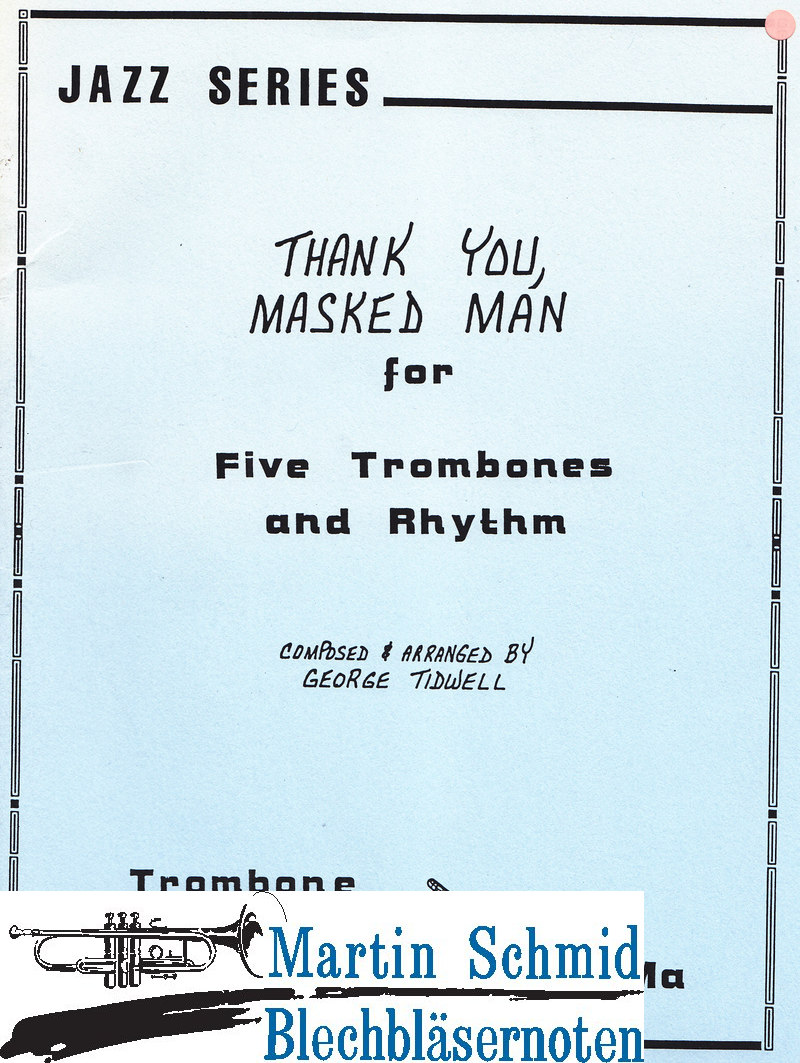 JAZZ SERIES
THANK YOU,
MASKED MAN
for
Five Trombones
and Rhythm
COMPOSED & ARRANGED BY
GEORGE TIDWELL
Trombone
Ma
Martin Schmid
Blechbläsernoten